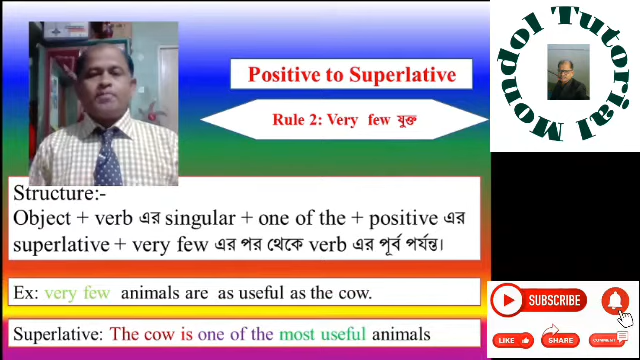 Positive to Superlative
Rule 2: Very few যুক্ত
Structure:-
Object + verb এর singular + one of the + positive এর
superlative + very few এর পর থেকে verb এর পূর্ব পর্যন্ত।
Ex: very few animals are as useful as the cow.
Superlative: The cow is one of the most useful animals
Mondol Tutorial
SUBSCRIBE
LIKE
SHARE
COMMENT